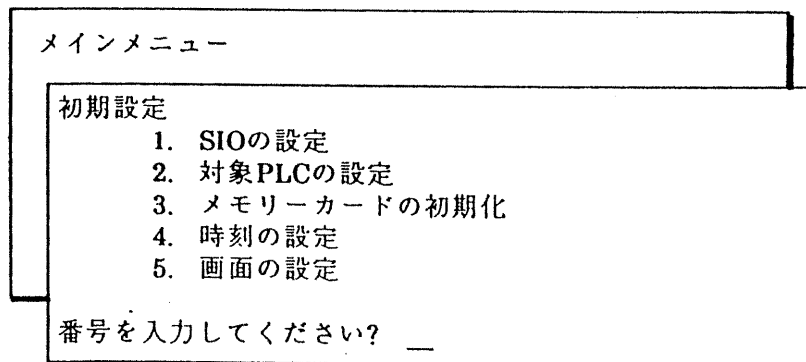 メインメニュー
初期設定
1. SIOの設定
2. 対象PLCの設定
3. メモリーカードの初期化
4. 時刻の設定
5. 画面の設定
番号を入力してください? _